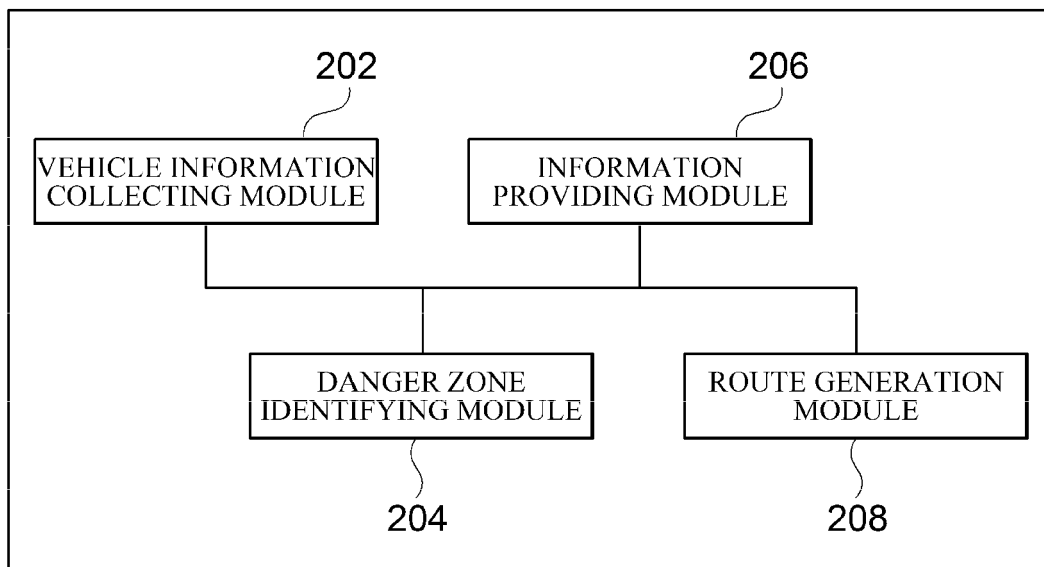 202
206
VEHICLE INFORMATION
COLLECTING MODULE
INFORMATION
PROVIDING MODULE
DANGER ZONE
IDENTIFYING MODULE
ROUTE GENERATION
MODULE
204
208